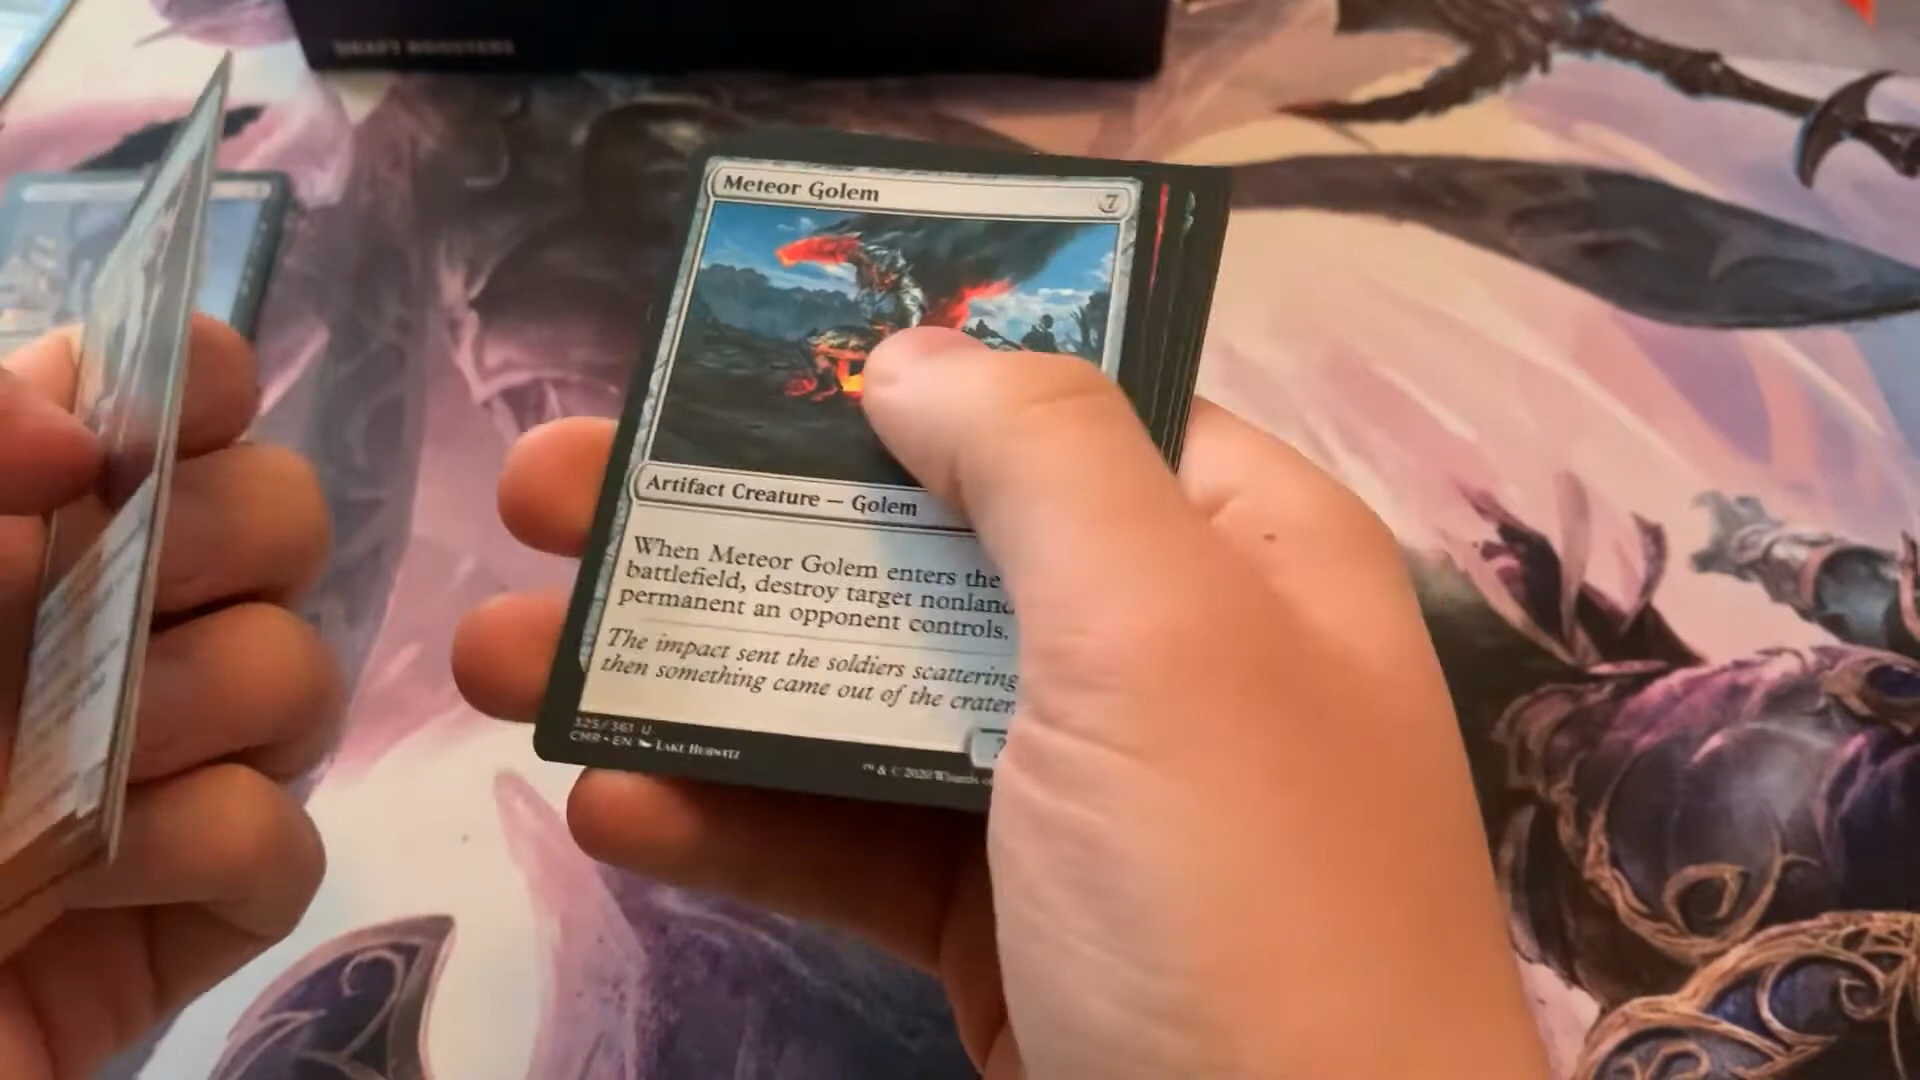 DRAFT BOOSTERS
Meteor Golem 7
Artifact Creature — Golem
When Meteor Golem enters the
battlefield, destroy target nonland
permanent an opponent controls.
The impact sent the soldiers scattering
then something came out of the crater.
325/361 U
CMR • EN LAKE HURWITZ
™ & © 2020 Wizards of